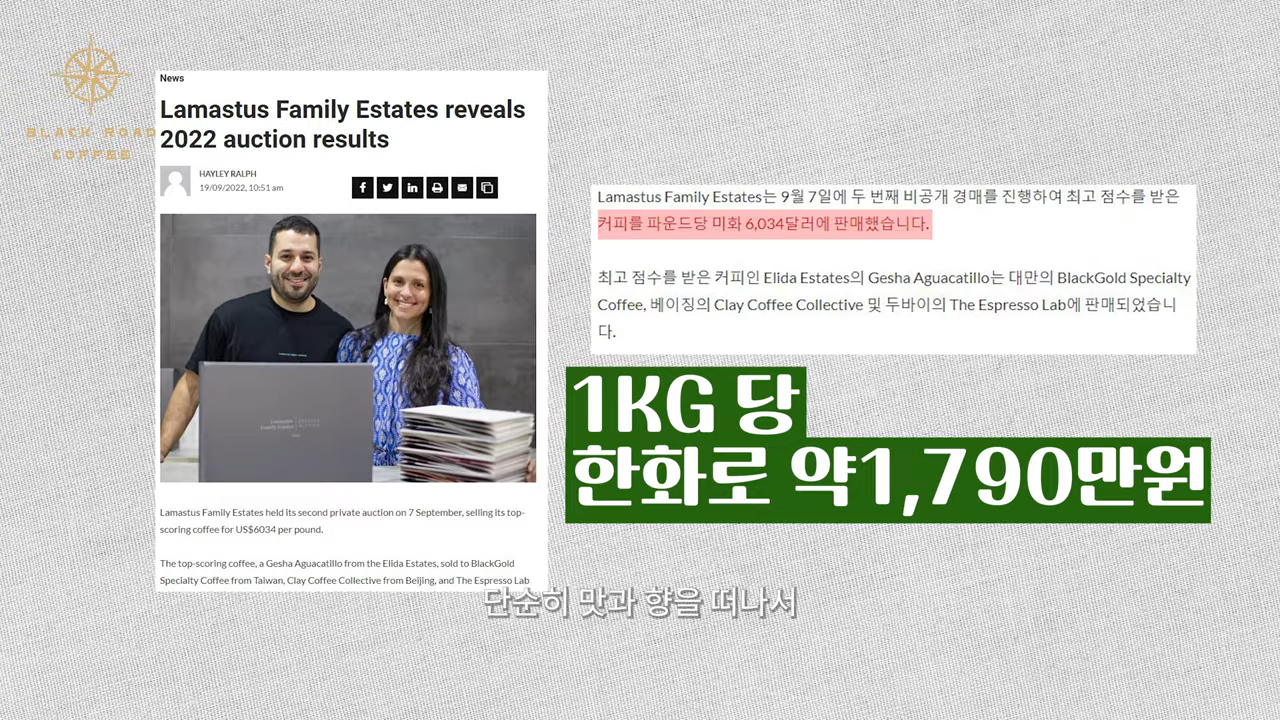 BLACK ROAD
COFFEE
News
Lamastus Family Estates reveals
2022 auction results
HAYLEY RALPH
19/09/2022, 10:51 am
Lamastus
Family Estates
Lamastus Family Estates held its second private auction on 7 September, selling its top-
scoring coffee for US$6034 per pound.
The top-scoring coffee, a Gesha Aguacatillo from the Elida Estates, sold to BlackGold
Specialty Coffee from Taiwan, Clay Coffee Collective from Beijing, and The Espresso Lab
Lamastus Family Estates는 9월 7일에 두 번째 비공개 경매를 진행하여 최고 점수를 받은
커피를 파운드당 미화 6,034달러에 판매했습니다.
최고 점수를 받은 커피인 Elida Estates의 Gesha Aguacatillo는 대만의 BlackGold Specialty
Coffee, 베이징의 Clay Coffee Collective 및 두바이의 The Espresso Lab에 판매되었습니
다.
1KG 당
한화로 약1,790만원
단순히 맛과 향을 떠나서